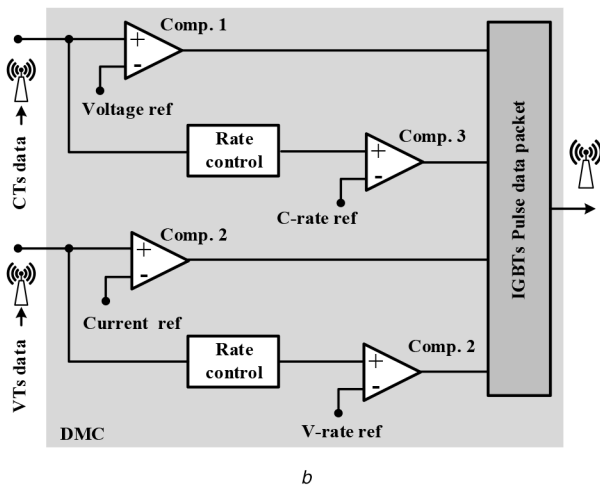 Comp. 1
+
-
Voltage ref
CTs data
Rate
control
Comp. 3
+
-
C-rate ref
Comp. 2
+
-
Current ref
VTs data
Rate
control
Comp. 2
+
-
V-rate ref
IGBTs Pulse data packet
DMC
b